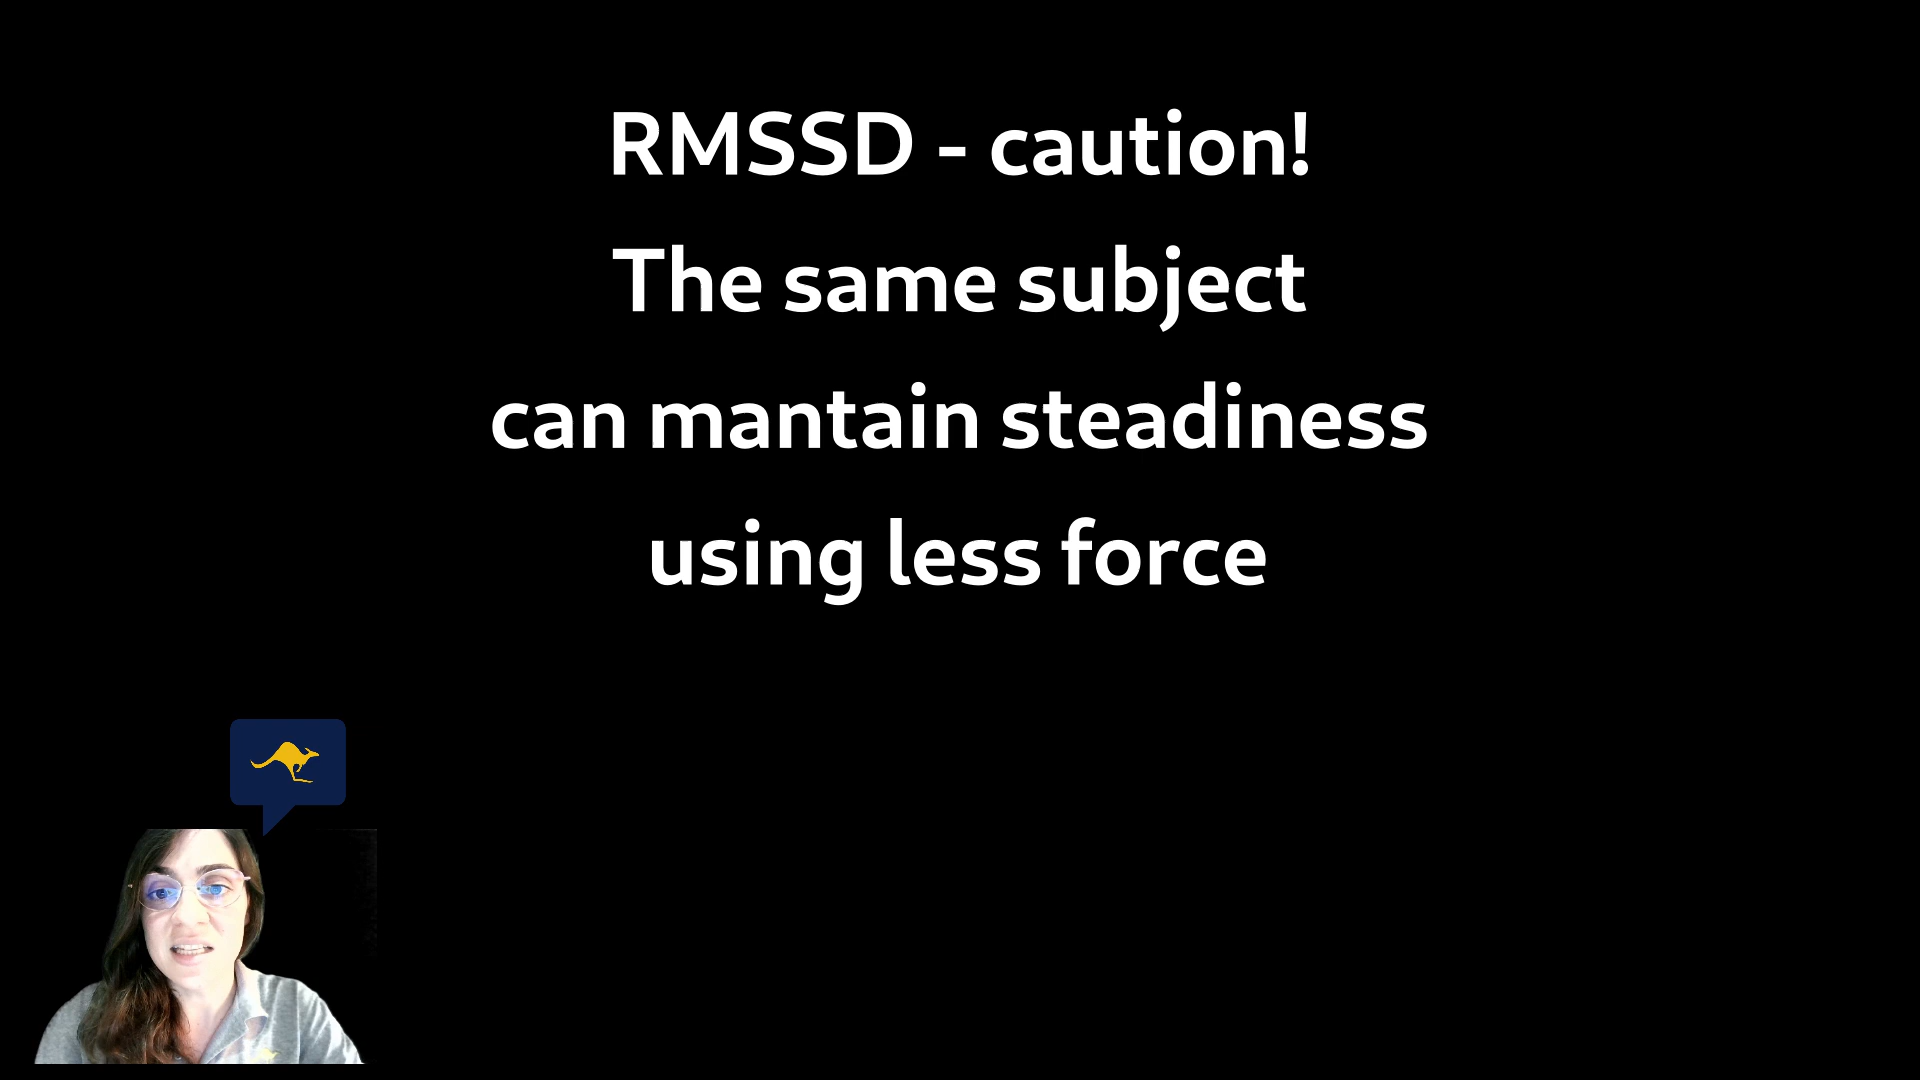 RMSSD - caution!
The same subject
can mantain steadiness
using less force